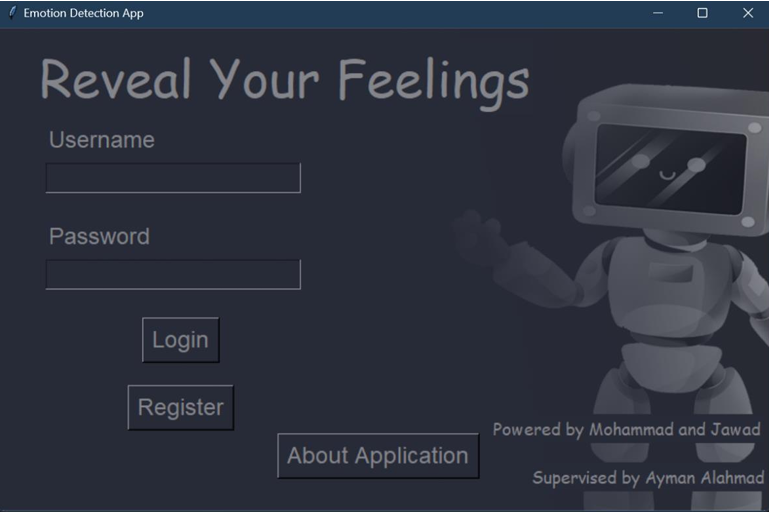 Emotion Detection App
Reveal Your Feelings
Username
Password
Login
Register
About Application
Powered by Mohammad and Jawad
Supervised by Ayman Alahmad